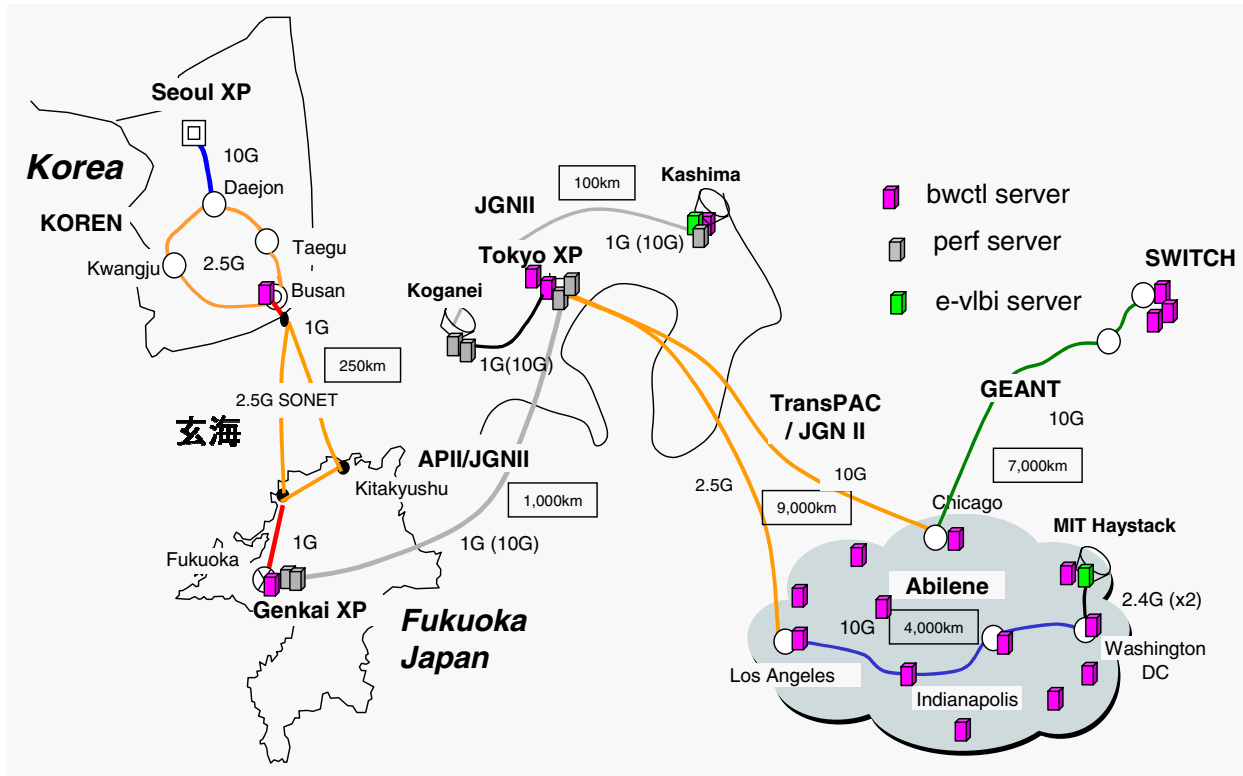 Seoul XP
10G
Korea
Daejon
KOREN
Taegu
Kwangju
2.5G
Busan
1G
250km
2.5G SONET
玄海
Kitakyushu
Fukuoka
1G
Genkai XP
Fukuoka
Japan
APII/JGNII
1,000km
1G (10G)
JGNII
100km
Kashima
1G (10G)
Tokyo XP
Koganei
1G(10G)
bwctl server
perf server
e-vlbi server
SWITCH
GEANT
10G
7,000km
TransPAC
/ JGN II
2.5G
10G
9,000km
Chicago
MIT Haystack
Abilene
2.4G (x2)
10G
4,000km
Los Angeles
Indianapolis
Washington
DC